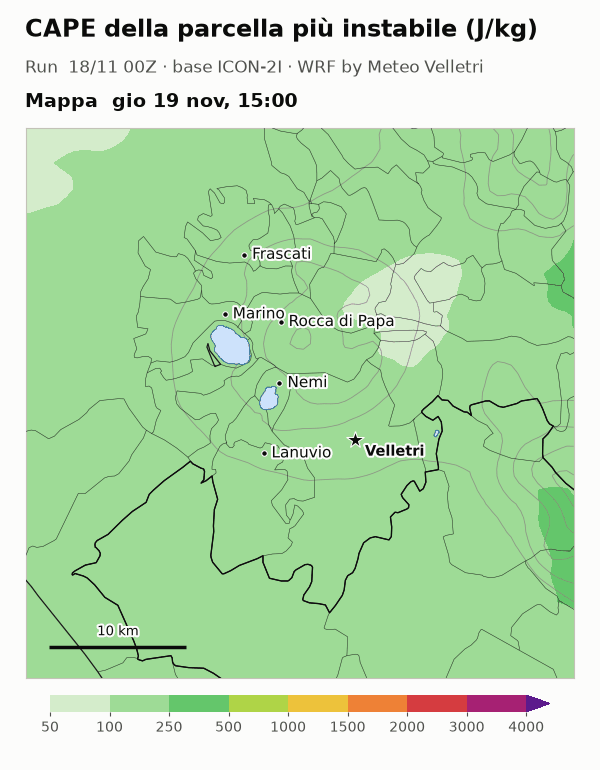 CAPE della parcella più instabile (J/kg)
Run  18/11 00Z · base ICON-2I · WRF by Meteo Velletri
Mappa  gio 19 nov, 15:00
Frascati
Marino
Rocca di Papa
Nemi
Velletri
Lanuvio
10 km
50 100 250 500 1000 1500 2000 3000 4000